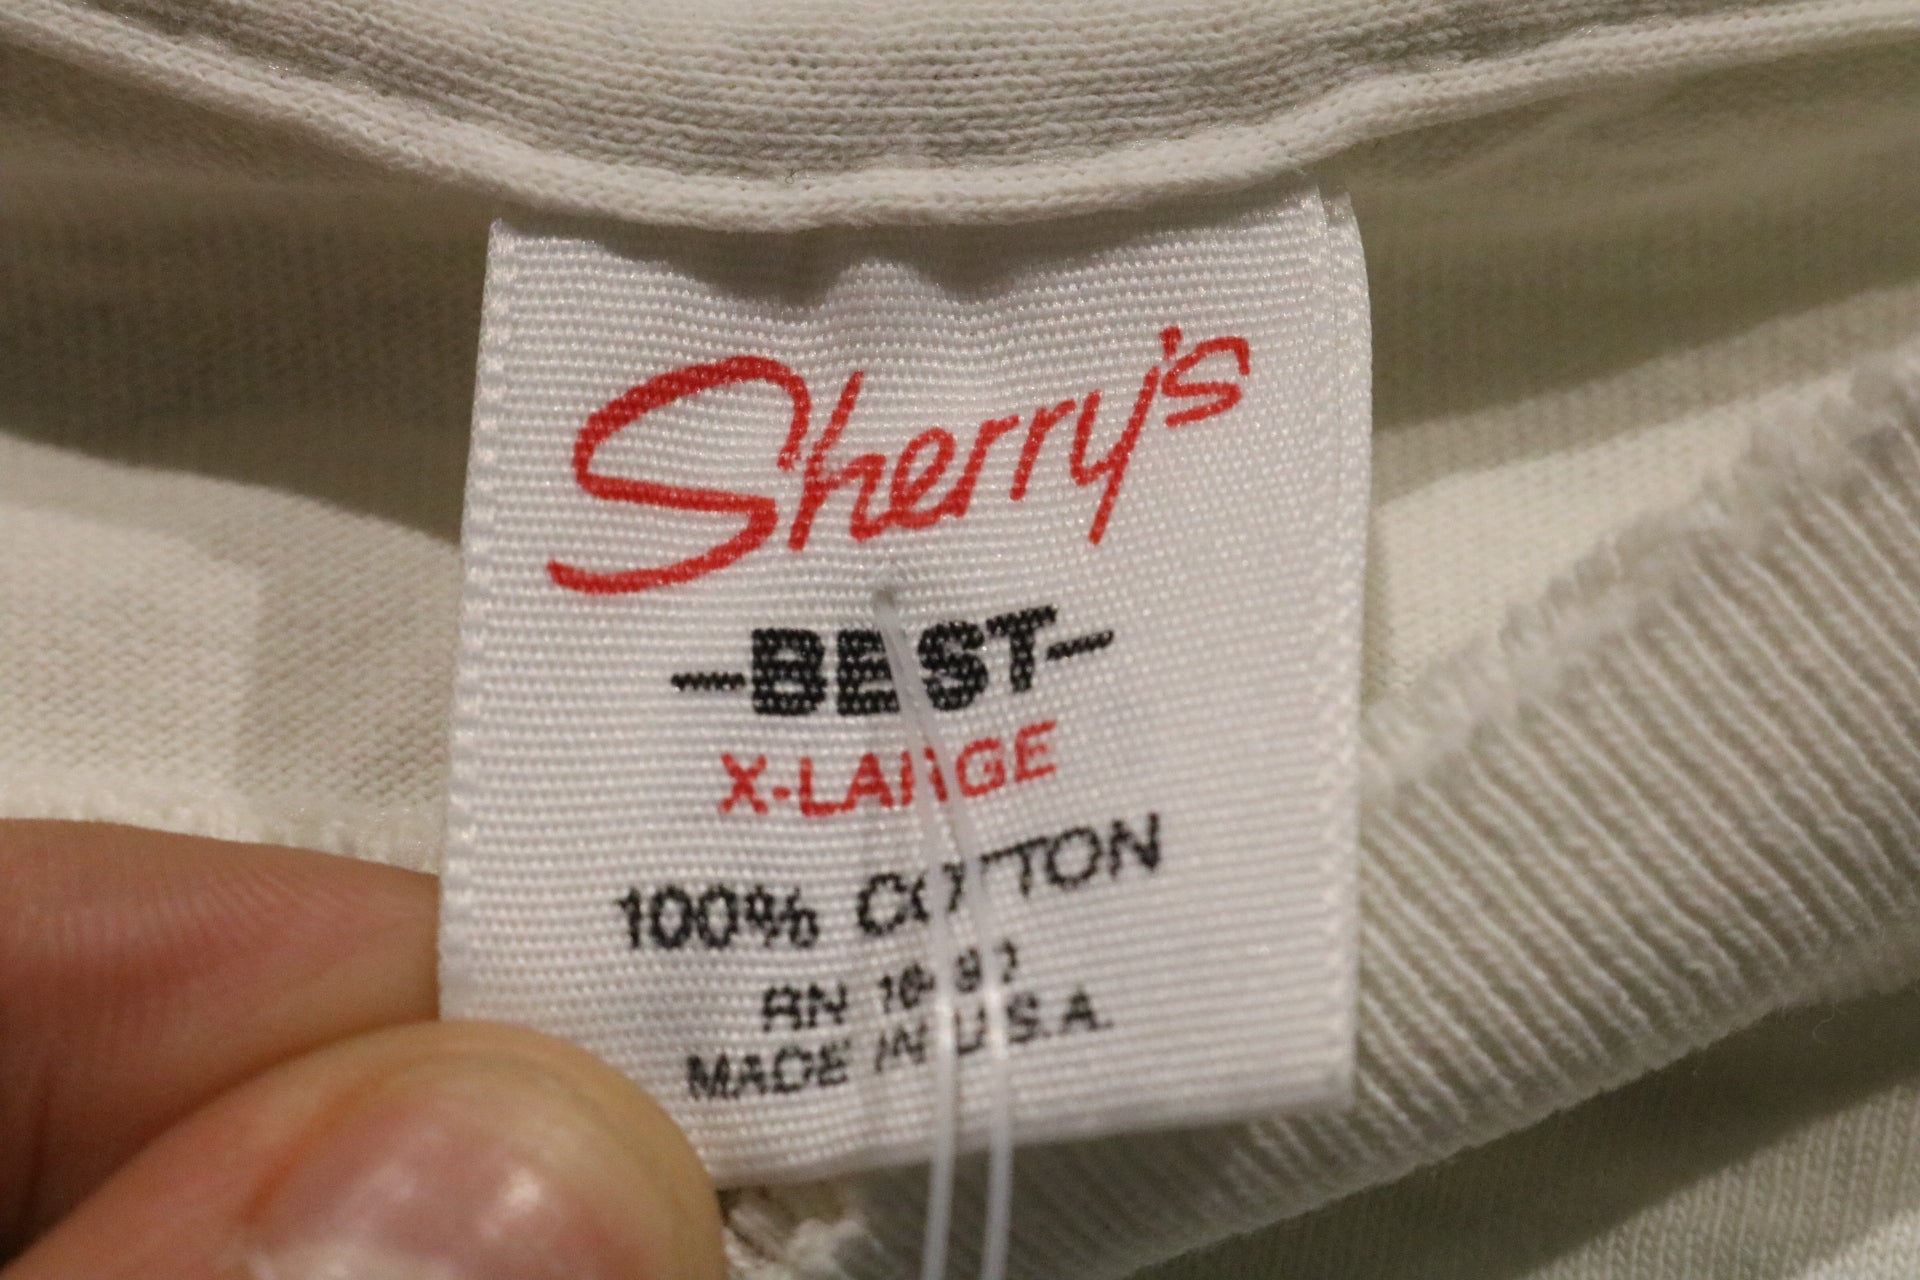 Sherry's
-BEST-
X-LARGE
100% COTTON
RN
MADE IN U.S.A.